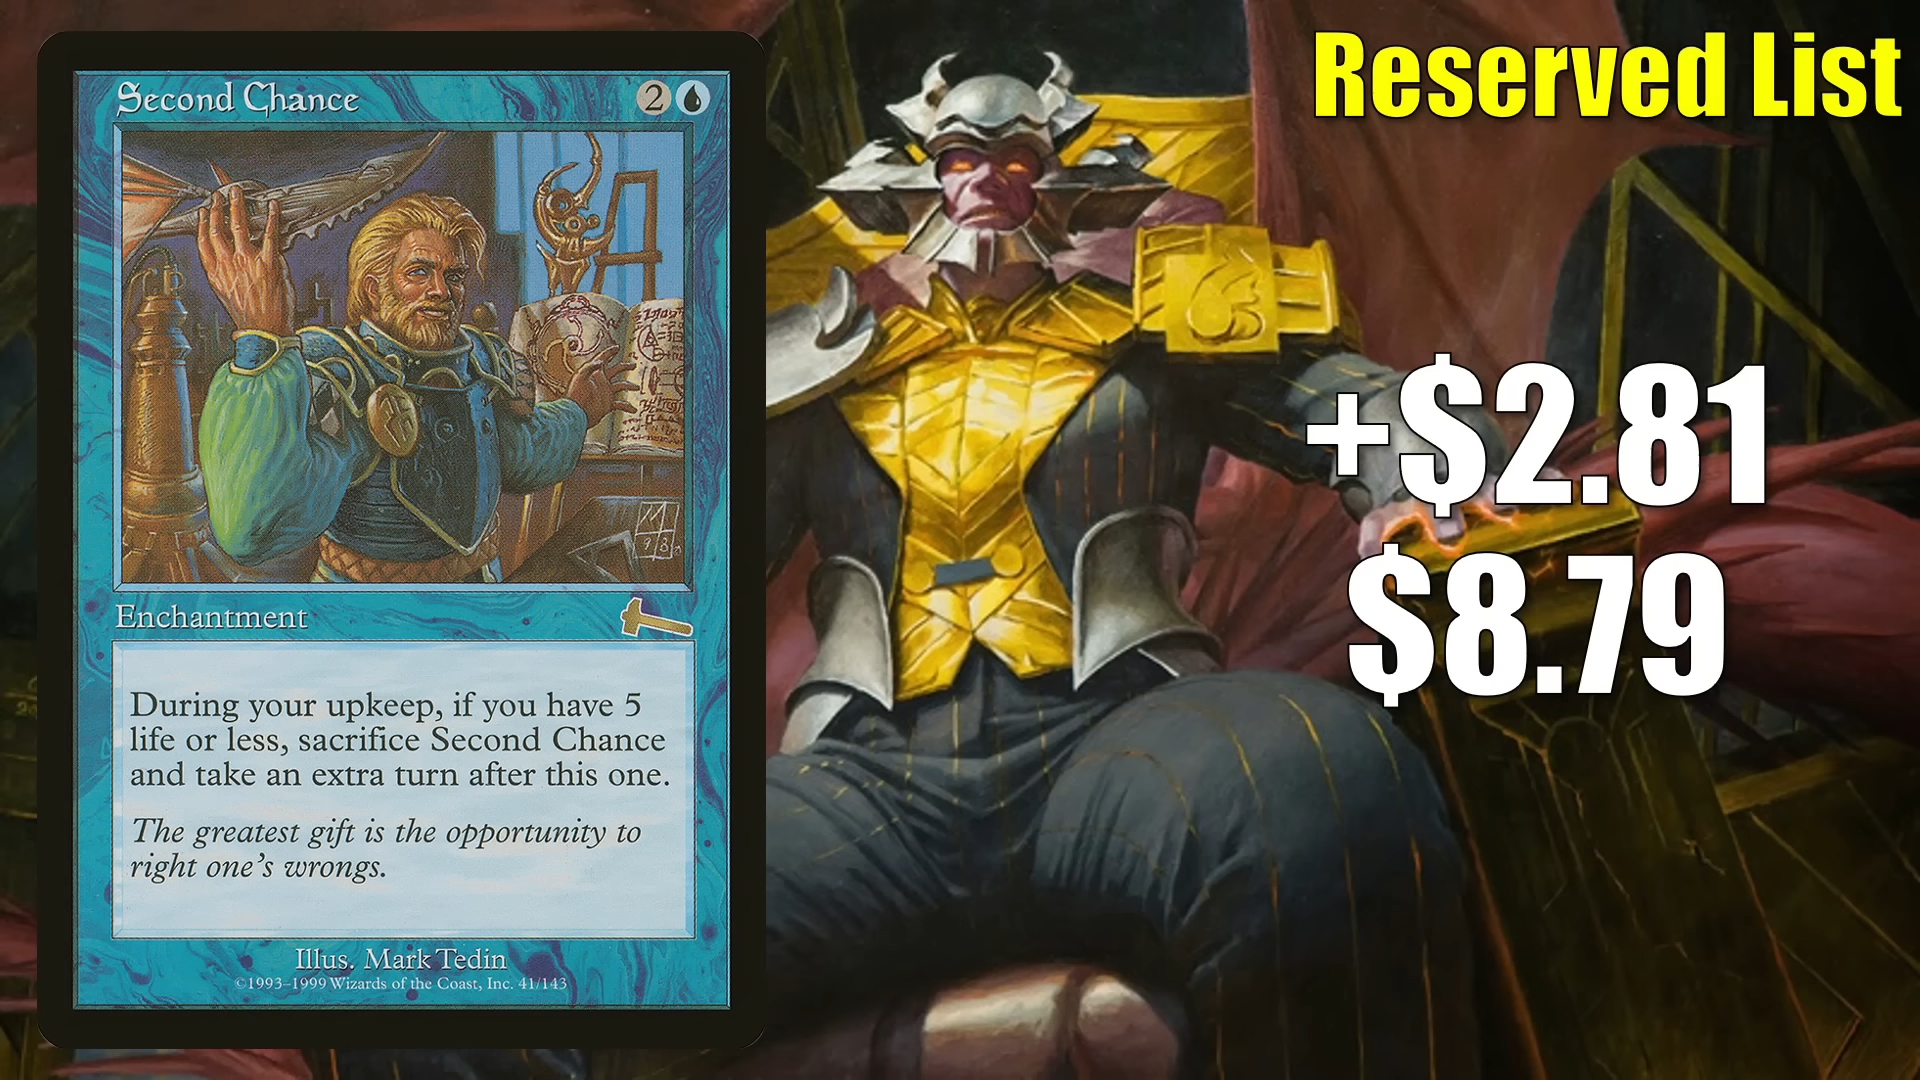 Second Chance 2
Enchantment
During your upkeep, if you have 5
life or less, sacrifice Second Chance
and take an extra turn after this one.
The greatest gift is the opportunity to
right one's wrongs.
Illus. Mark Tedin
©1993–1999 Wizards of the Coast, Inc. 41/143
Reserved List
+$2.81
$8.79